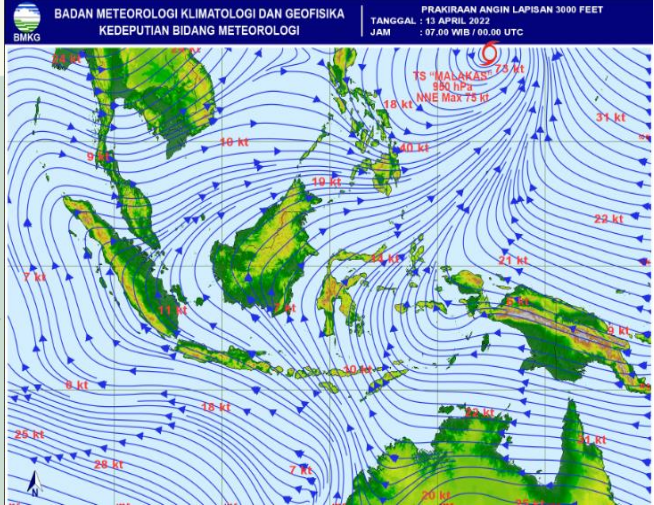 BMKG
BADAN METEOROLOGI KLIMATOLOGI DAN GEOFISIKA
KEDEPUTIAN BIDANG METEOROLOGI
PRAKIRAAN ANGIN LAPISAN 3000 FEET
TANGGAL : 13 APRIL 2022
JAM : 07.00 WIB / 00.00 UTC
75 kt
TS "MALAKAS"
950 hPa
NNE Max 75 kt
18 kt
31 kt
10 kt
40 kt
9 kt
19 kt
22 kt
21 kt
7 kt
11 kt
9 kt
10 kt
18 kt
25 kt
28 kt
7 kt
20 kt
N